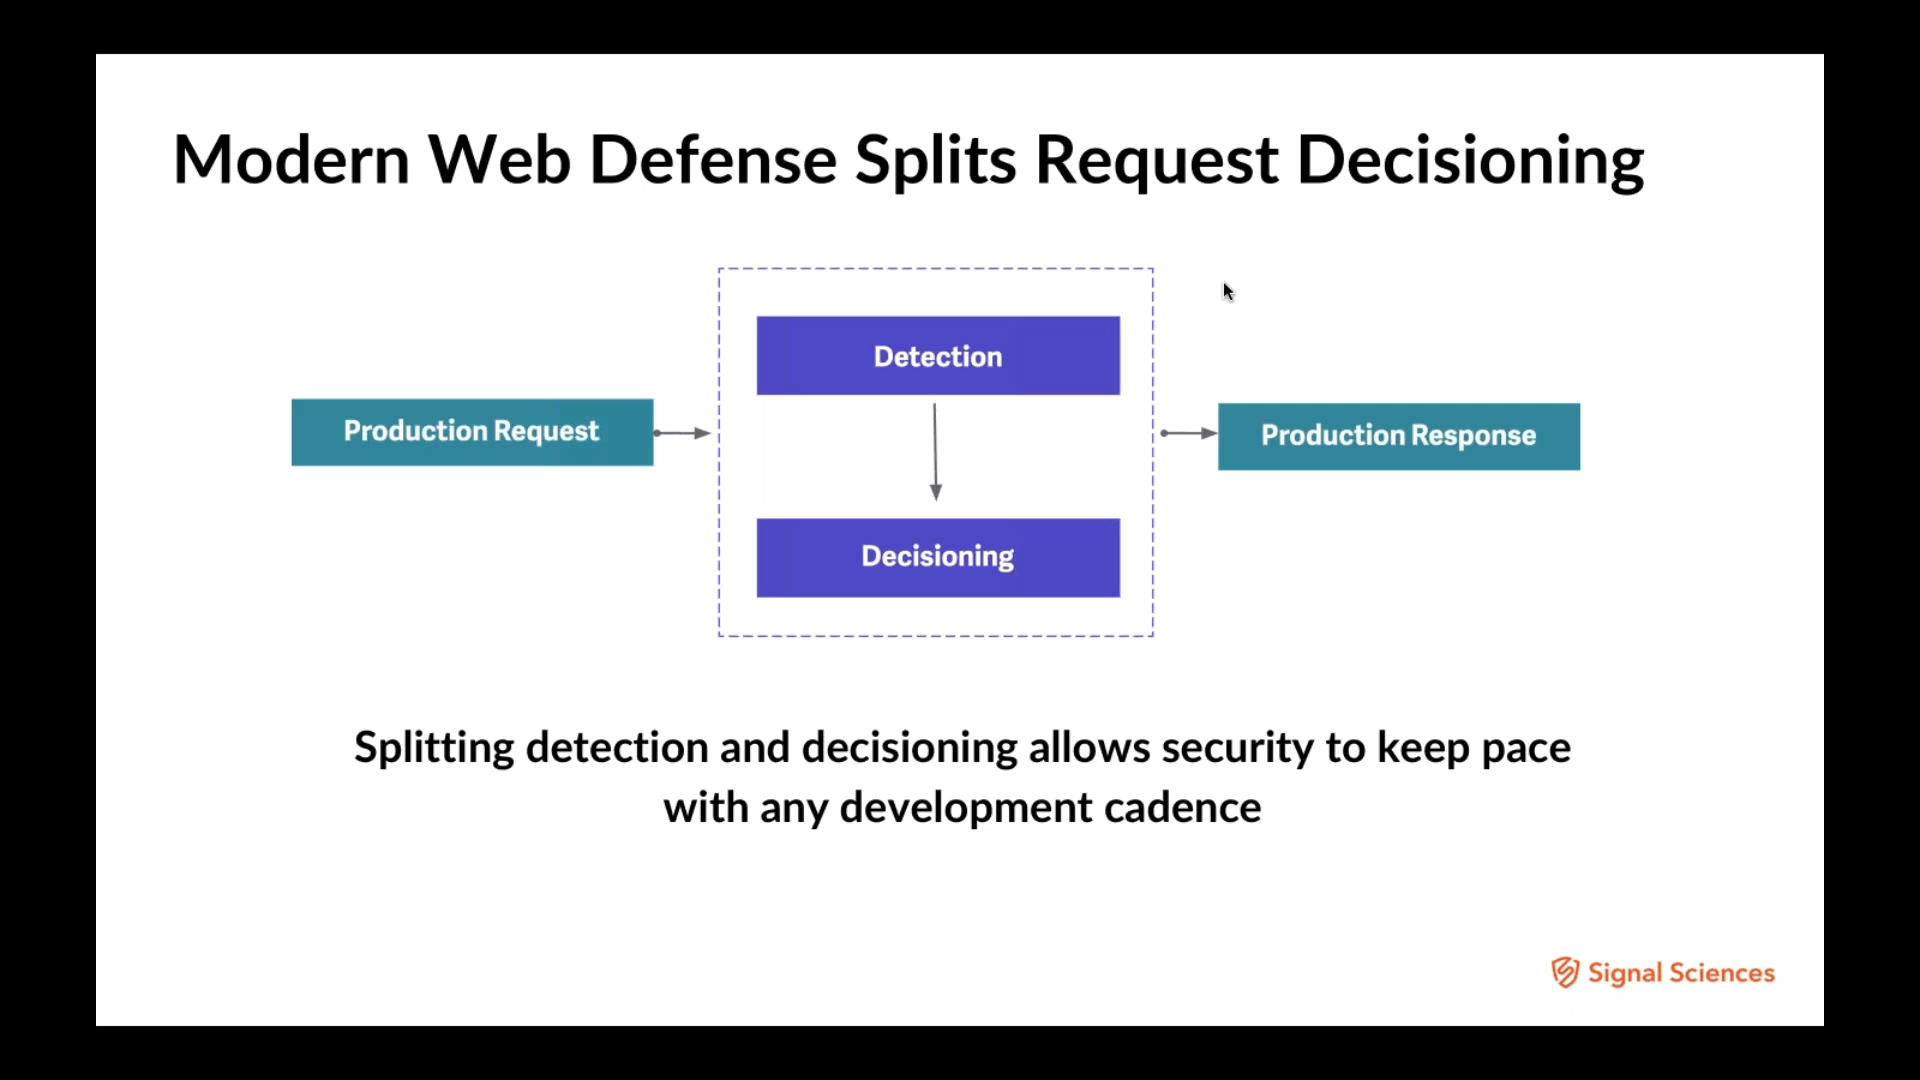 Modern Web Defense Splits Request Decisioning
Detection
Production Request
Production Response
Decisioning
Splitting detection and decisioning allows security to keep pace
with any development cadence
Signal Sciences